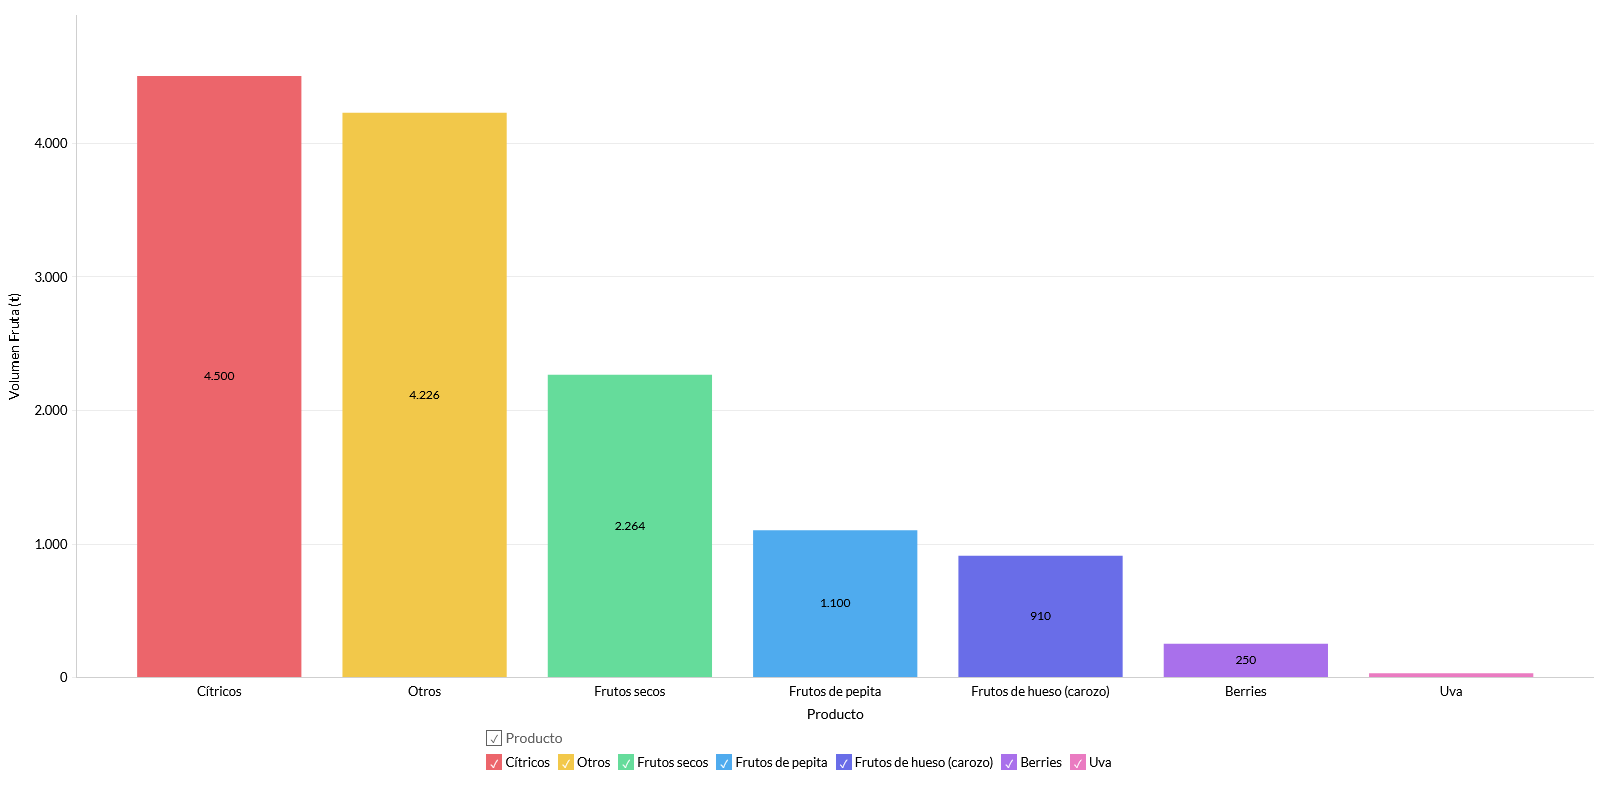 Volumen Fruta (t)
4.000
3.000
2.000
1.000
0
4.500
4.226
2.264
1.100
910
250
Cítricos
Otros
Frutos secos
Frutos de pepita
Frutos de hueso (carozo)
Berries
Uva
Producto
Producto
Cítricos Otros Frutos secos Frutos de pepita Frutos de hueso (carozo) Berries Uva